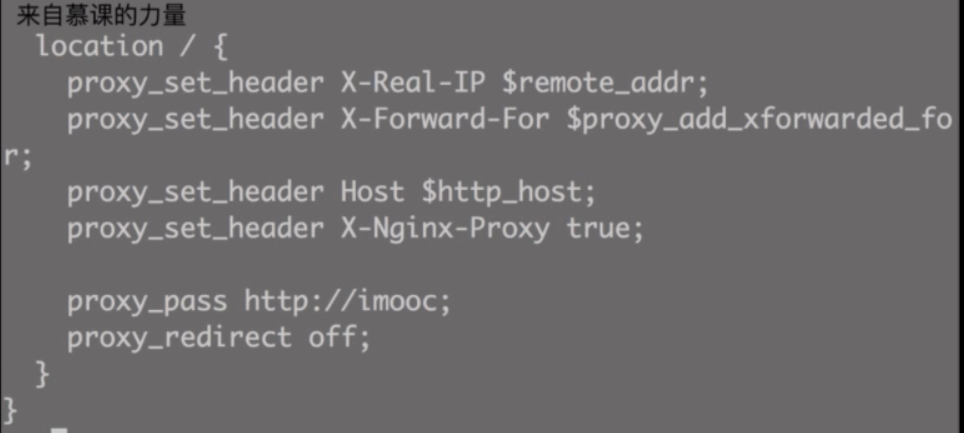 来自慕课的力量
location / {
proxy_set_header X-Real-IP $remote_addr;
proxy_set_header X-Forward-For $proxy_add_xforwarded_fo
r;
proxy_set_header Host $http_host;
proxy_set_header X-Nginx-Proxy true;
proxy_pass http://imooc;
proxy_redirect off;
}
}